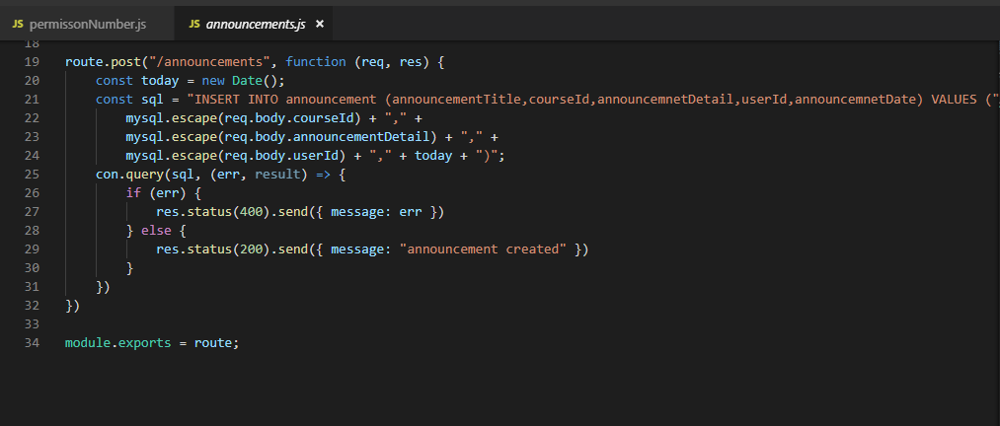 JS permissonNumber.js JS announcements.js ×
18
19 route.post("/announcements", function (req, res) {
20 const today = new Date();
21 const sql = "INSERT INTO announcement (announcementTitle,courseId,announcemnetDetail,userId,announcemnetDate) VALUES ("
22 mysql.escape(req.body.courseId) + "," +
23 mysql.escape(req.body.announcementDetail) + "," +
24 mysql.escape(req.body.userId) + "," + today + ")";
25 con.query(sql, (err, result) => {
26 if (err) {
27 res.status(400).send({ message: err })
28 } else {
29 res.status(200).send({ message: "announcement created" })
30 }
31 })
32 })
33
34 module.exports = route;